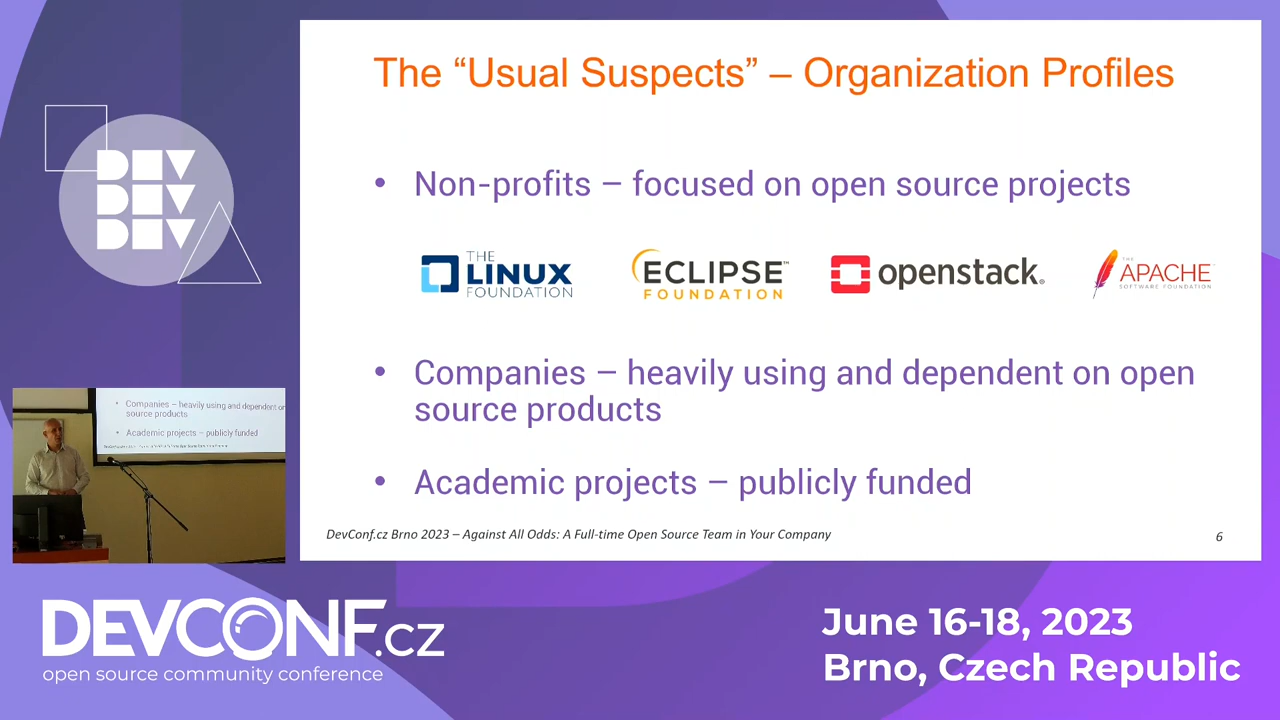 The “Usual Suspects” – Organization Profiles
DEV
DEV
DEV
• Non-profits – focused on open source projects
THE
LINUX
FOUNDATION
ECLIPSE™
FOUNDATION
openstack®
THE
APACHE
SOFTWARE FOUNDATION
• Companies – heavily using and dependent on open
source products
• Academic projects – publicly funded
DevConf.cz Brno 2023 – Against All Odds: A Full-time Open Source Team in Your Company
6
• Companies – heavily using and dependent on
source products
• Academic projects – publicly funded
DEVCONF.cz
open source community conference
June 16-18, 2023
Brno, Czech Republic